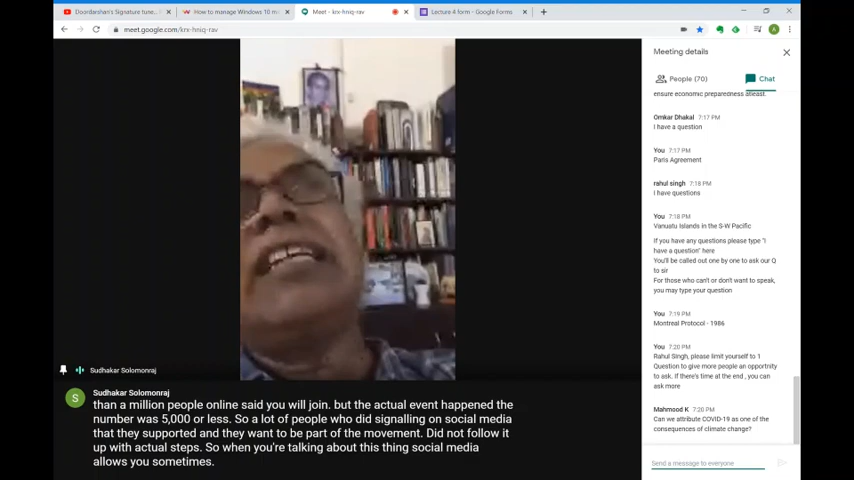 Doordarshan's Signature tune...
How to manage Windows 10 n
Meet - krx-hniq-rav
Lecture 4 form - Google Forms
meet.google.com/krx-hniq-rav
Sudhakar Solomonraj
S
Sudhakar Solomonraj
than a million people online said you will join. but the actual event happened the
number was 5,000 or less. So a lot of people who did signalling on social media
that they supported and they want to be part of the movement. Did not follow it
up with actual steps. So when you're talking about this thing social media
allows you sometimes.
Meeting details
People (70)
Chat
ensure economic preparedness atleast.
Omkar Dhakal 7:17 PM
I have a question
You 7:17 PM
Paris Agreement
rahul singh 7:18 PM
I have questions
You 7:18 PM
Vanuatu Islands in the S-W Pacific
If you have any questions please type "I
have a question" here
You'll be called out one by one to ask our Q
to sir
For those who can't or don't want to speak,
you may type your question
You 7:19 PM
Montreal Protocol - 1986
You 7:20 PM
Rahul Singh, please limit yourself to 1
Question to give more people an opportnity
to ask. If there's time at the end , you can
ask more
Mahmood K 7:20 PM
Can we attribute COVID-19 as one of the
consequences of climate change?
Send a message to everyone